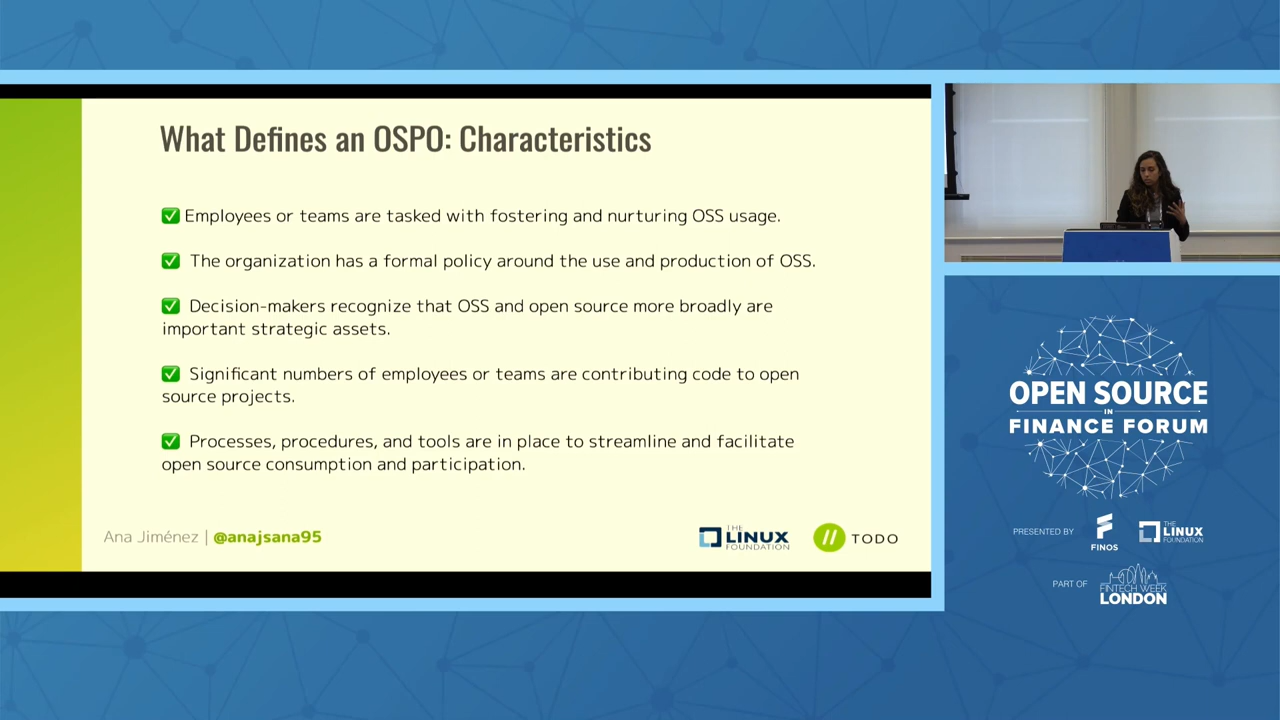 What Defines an OSPO: Characteristics
✅ Employees or teams are tasked with fostering and nurturing OSS usage.
✅ The organization has a formal policy around the use and production of OSS.
✅ Decision-makers recognize that OSS and open source more broadly are
important strategic assets.
✅ Significant numbers of employees or teams are contributing code to open
source projects.
✅ Processes, procedures, and tools are in place to streamline and facilitate
open source consumption and participation.
Ana Jiménez | @anajsana95
THE
LINUX
FOUNDATION
TODO
OPEN SOURCE
IN
FINANCE FORUM
PRESENTED BY
FINOS
THE
LINUX
FOUNDATION
PART OF
FINTECH WEEK
LONDON